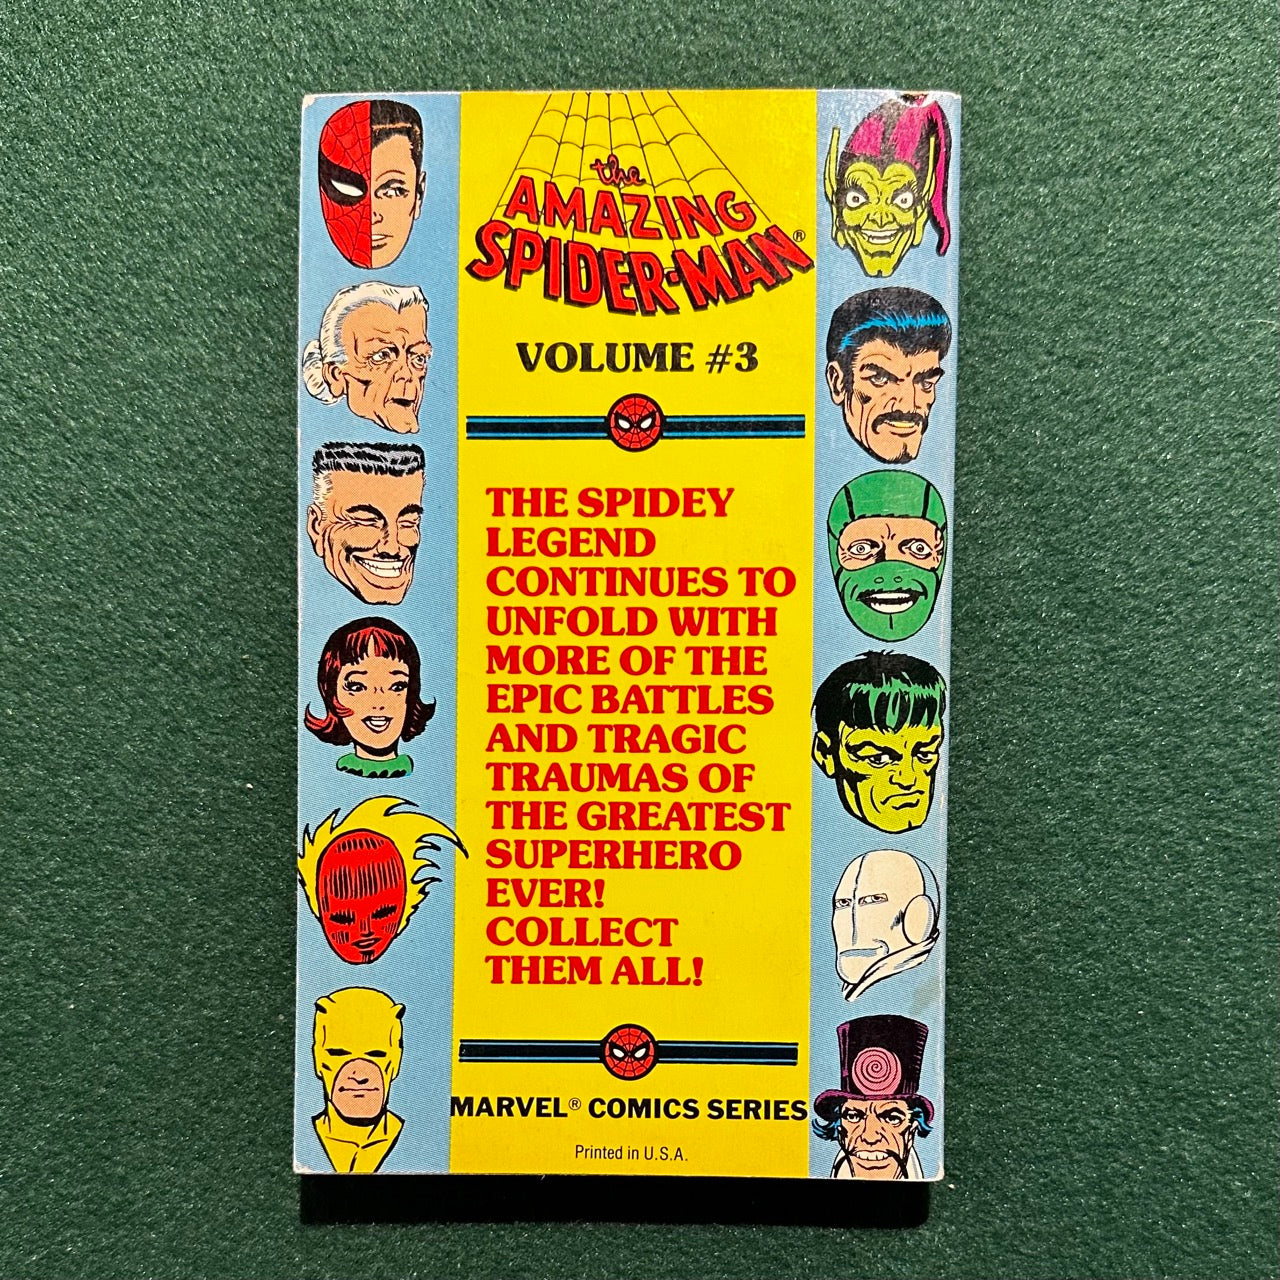 the
AMAZING
SPIDER-MAN®
VOLUME #3
THE SPIDEY
LEGEND
CONTINUES TO
UNFOLD WITH
MORE OF THE
EPIC BATTLES
AND TRAGIC
TRAUMAS OF
THE GREATEST
SUPERHERO
EVER!
COLLECT
THEM ALL!
MARVEL® COMICS SERIES
Printed in U.S.A.